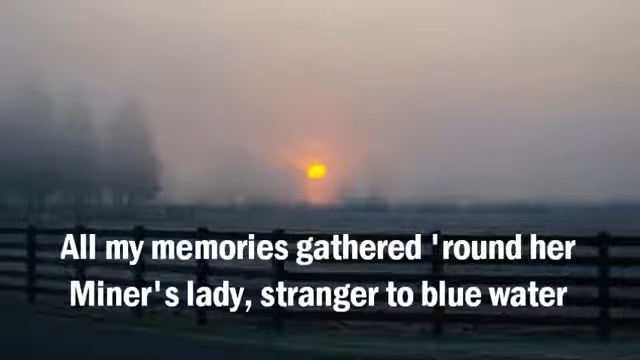 All my memories gathered 'round her
Miner's lady, stranger to blue water